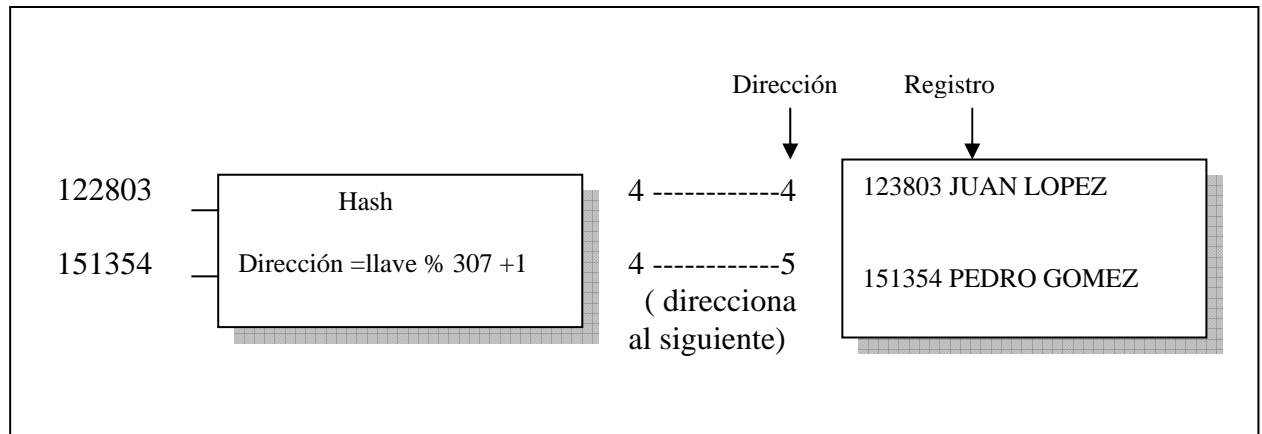 Dirección Registro
122803
Hash
4 ------------4
123803 JUAN LOPEZ
151354
Dirección =llave % 307 +1
4 ------------5
151354 PEDRO GOMEZ
( direcciona
al siguiente)